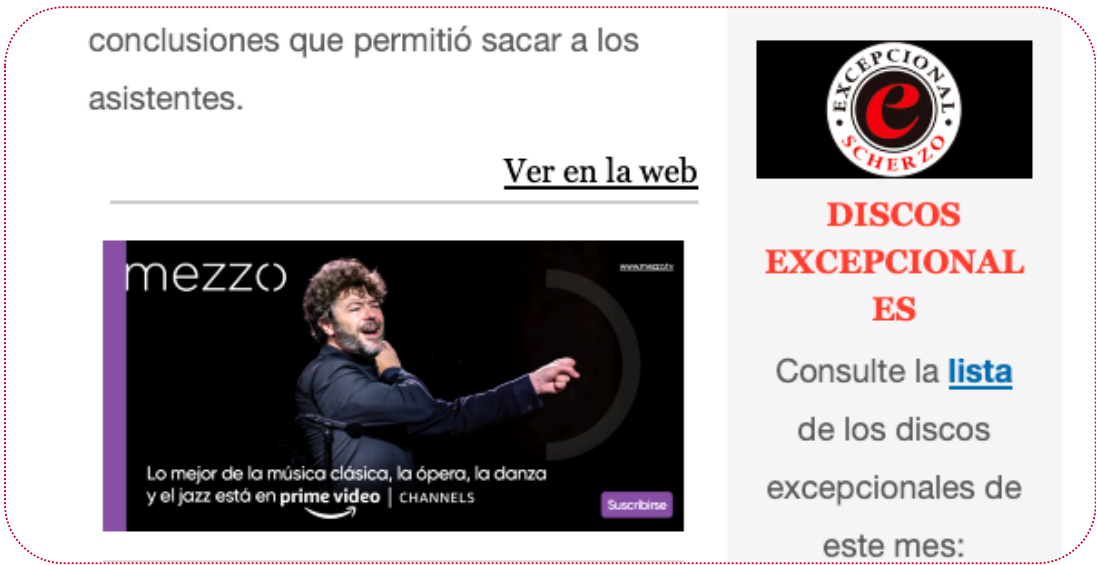 conclusiones que permitió sacar a los
asistentes.
Ver en la web
mezzo
www.mezzo.tv
Lo mejor de la música clásica, la ópera, la danza
y el jazz está en prime video | CHANNELS
Suscribirse
EXCEPCIONAL
e
SCHERZO
DISCOS
EXCEPCIONAL
ES
Consulte la lista
de los discos
excepcionales de
este mes: